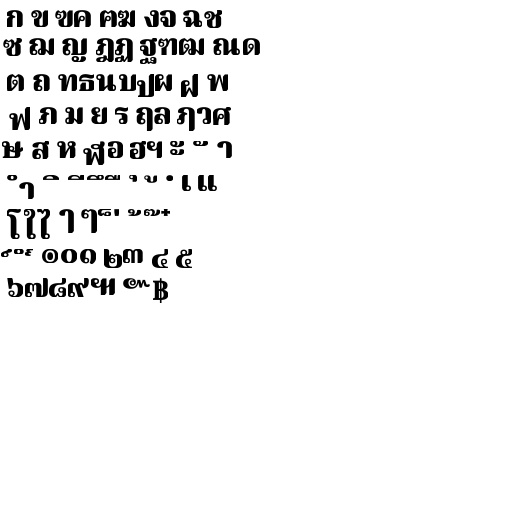 ก ข ฃ ค ฅ ฆ ง จ ฉ ช
ซ ฌ ญ ฎ ฏ ฐ ฑ ฒ ณ ด
ต ถ ท ธ น บ ป ผ ฝ พ
ฟ ภ ม ย ร ฤ ล ฦ ว ศ
ษ ส ห ฬ อ ฮ ฯ ะ ั า
ำ ิ ี ึ ื ุ ู ฺ เ แ
โ ใ ไ ๅ ๆ ็ ่ ้ ๊ ๋
์ ํ ๎ ๏ ๐ ๑ ๒ ๓ ๔ ๕
๖ ๗ ๘ ๙ ๚ ๛ ฿